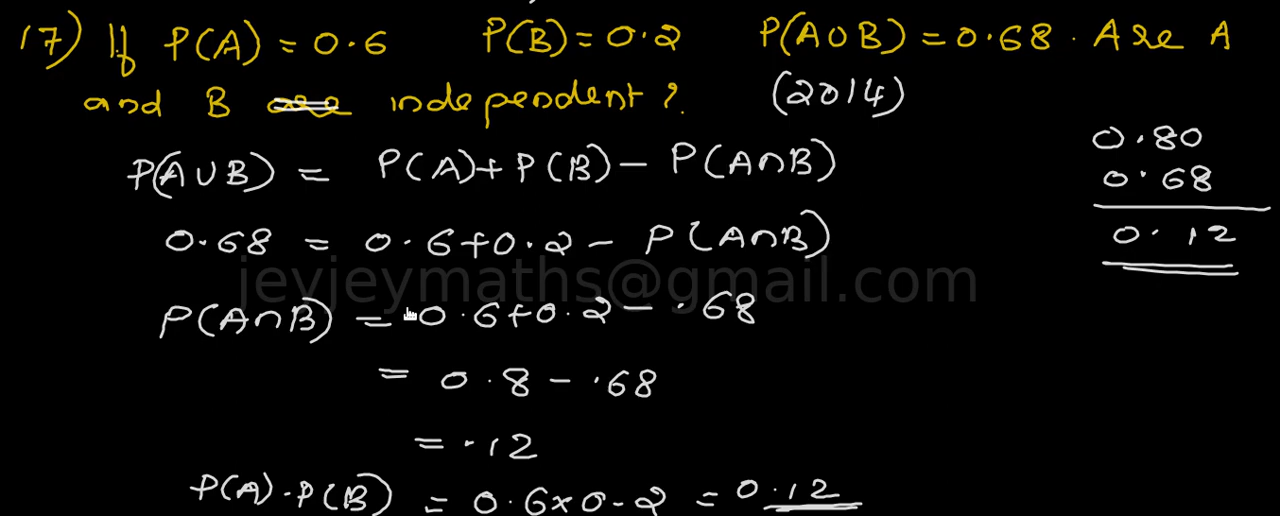 17) If P(A) = 0.6 P(B) = 0.2 P(A∪B) = 0.68. Are A
and B are independent? (2014)
P(A∪B) = P(A) + P(B) - P(A∩B)
0.68 = 0.6 + 0.2 - P(A∩B)
jevjeymaths@gmail.com
P(A∩B) = 0.6 + 0.2 - .68
= 0.8 - .68
= .12
P(A).P(B) = 0.6 x 0.2 = 0.12
0.80
0.68
0.12